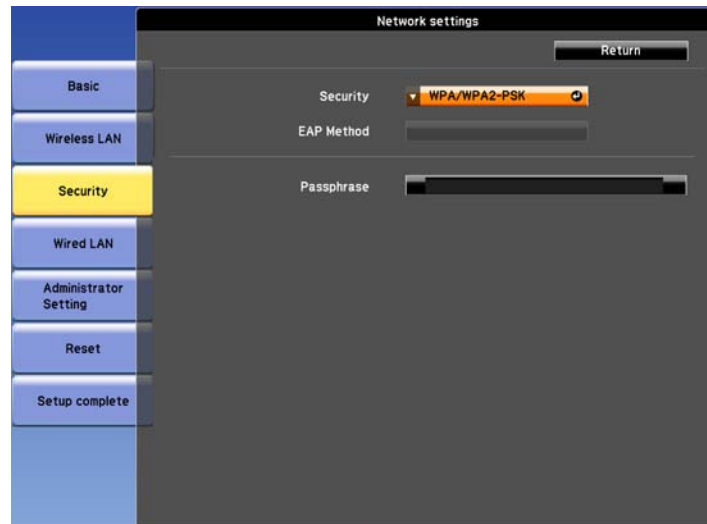 Network settings
Return
Basic
Wireless LAN
Security
Wired LAN
Administrator
Setting
Reset
Setup complete
Security WPA/WPA2-PSK
EAP Method
Passphrase